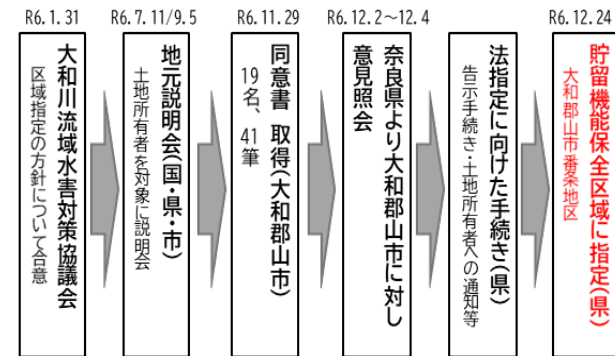 R6.1.31
大和川流域水害対策協議会
区域指定の方針について合意
R6.7.11/9.5
地元説明会(国・県・市)
土地所有者を対象に説明会
R6.11.29
同意書 取得(大和郡山市)
19名、41筆
R6.12.2~12.4
奈良県より大和郡山市に対し
意見照会
法指定に向けた手続き(県)
告示手続き・土地所有者への通知等
R6.12.24
貯留機能保全区域に指定(県)
大和郡山市番条地区